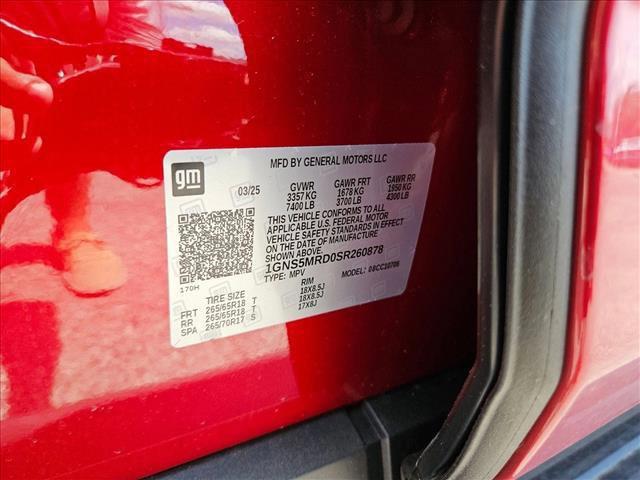 MFD BY GENERAL MOTORS LLC
gm
03/25
GVWR GAWR FRT GAWR RR
3357 KG 1678 KG 1950 KG
7400 LB 3700 LB 4300 LB
THIS VEHICLE CONFORMS TO ALL
APPLICABLE U.S. FEDERAL MOTOR
VEHICLE SAFETY STANDARDS IN
EFFECT ON THE DATE OF MANUFACTURE
SHOWN ABOVE.
1GNS5MRD0SR260878
TYPE: MPV MODEL: 08CC10706
170H
TIRE SIZE RIM
FRT 265/65R18 T 18X8.5J
RR 265/65R18 T 18X8.5J
SPA 265/70R17 S 17X8J